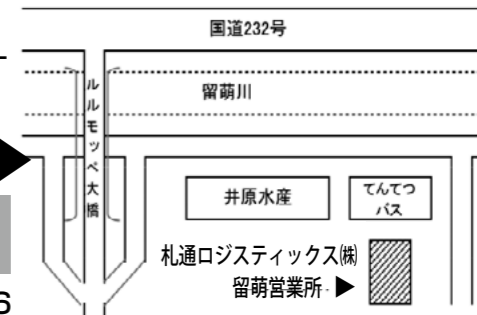 国道232号
留萌川
ルルモッペ大橋
井原水産
てんてつ
バス
札通ロジスティックス㈱
留萌営業所